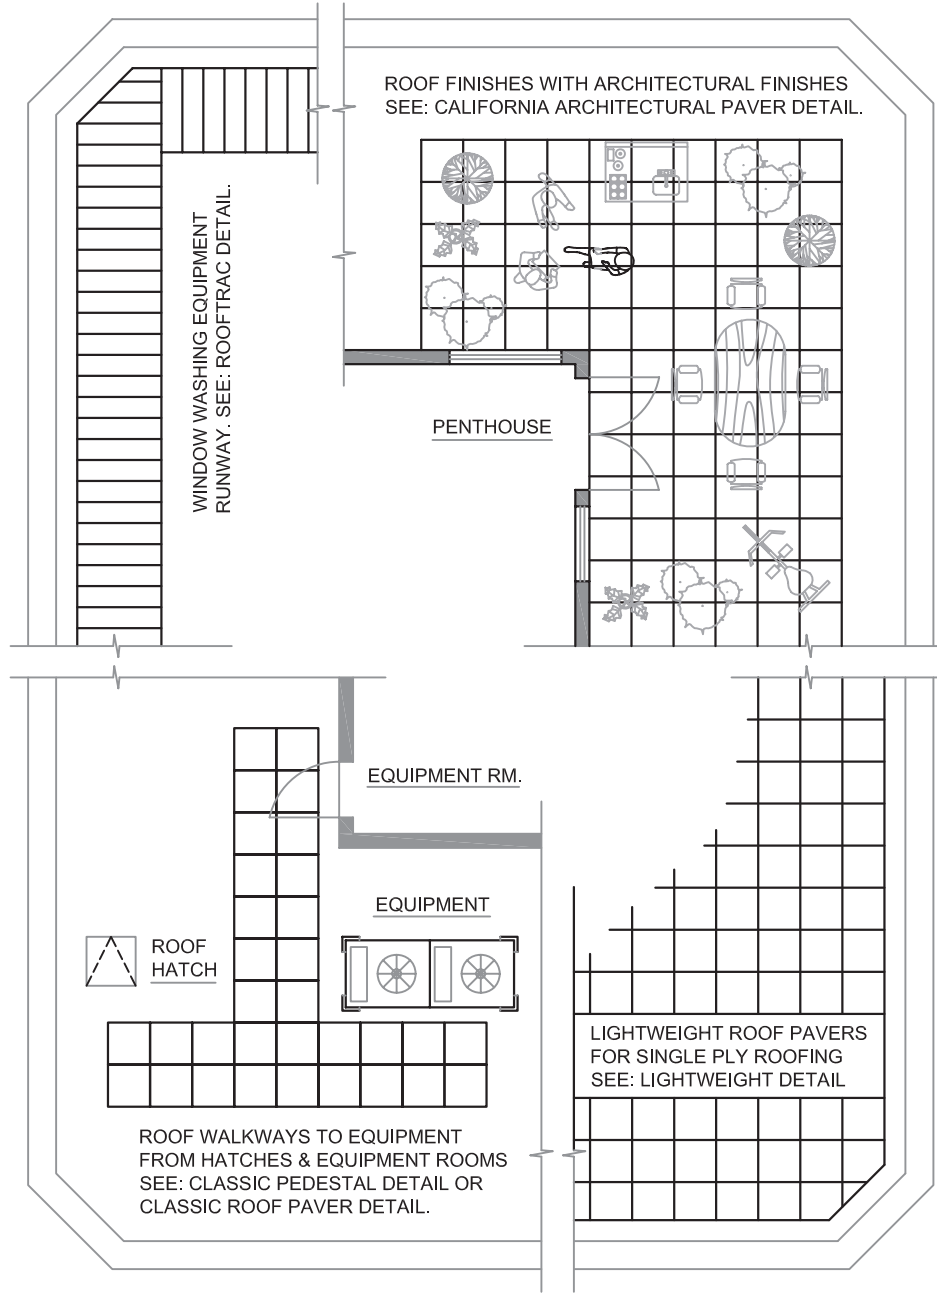 ROOF FINISHES WITH ARCHITECTURAL FINISHES
SEE: CALIFORNIA ARCHITECTURAL PAVER DETAIL.
WINDOW WASHING EQUIPMENT
RUNWAY. SEE: ROOFTRAC DETAIL.
PENTHOUSE
EQUIPMENT RM.
EQUIPMENT
ROOF
HATCH
LIGHTWEIGHT ROOF PAVERS
FOR SINGLE PLY ROOFING
SEE: LIGHTWEIGHT DETAIL
ROOF WALKWAYS TO EQUIPMENT
FROM HATCHES & EQUIPMENT ROOMS
SEE: CLASSIC PEDESTAL DETAIL OR
CLASSIC ROOF PAVER DETAIL.